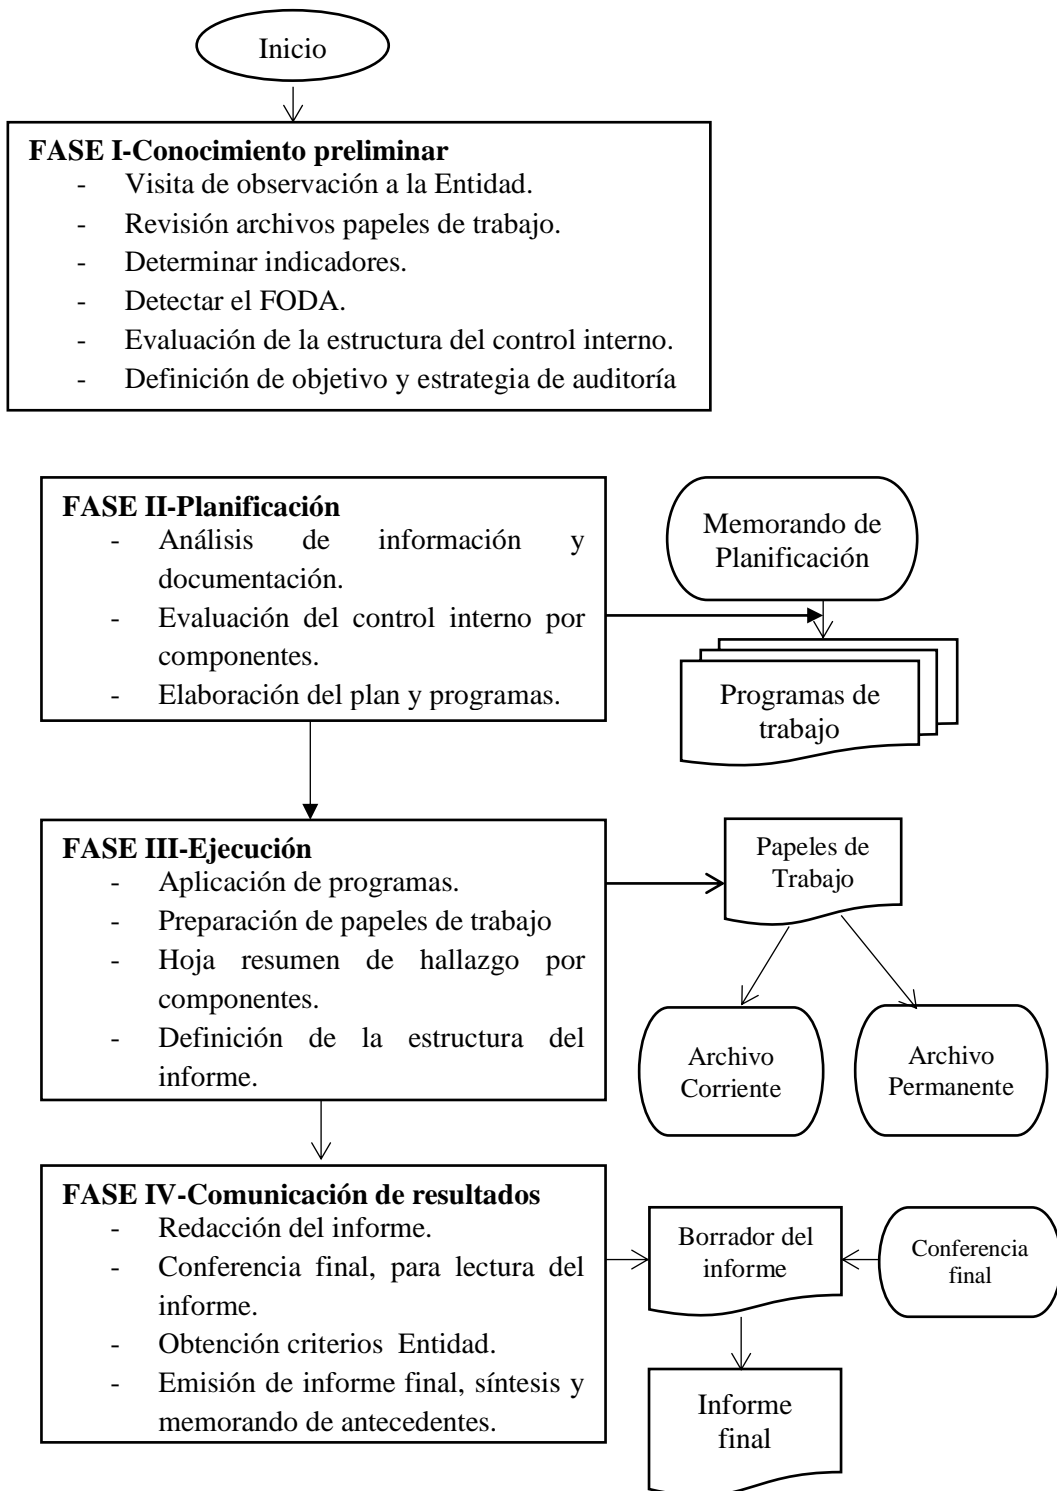 Inicio
FASE I-Conocimiento preliminar
- Visita de observación a la Entidad.
- Revisión archivos papeles de trabajo.
- Determinar indicadores.
- Detectar el FODA.
- Evaluación de la estructura del control interno.
- Definición de objetivo y estrategia de auditoría
FASE II-Planificación
- Análisis de información y
documentación.
- Evaluación del control interno por
componentes.
- Elaboración del plan y programas.
Memorando de
Planificación
Programas de
trabajo
FASE III-Ejecución
- Aplicación de programas.
- Preparación de papeles de trabajo
- Hoja resumen de hallazgo por
componentes.
- Definición de la estructura del
informe.
Papeles de
Trabajo
Archivo
Corriente
Archivo
Permanente
FASE IV-Comunicación de resultados
- Redacción del informe.
- Conferencia final, para lectura del
informe.
- Obtención criterios  Entidad.
- Emisión de informe final, síntesis y
memorando de antecedentes.
Borrador del
informe
Conferencia
final
Informe
final